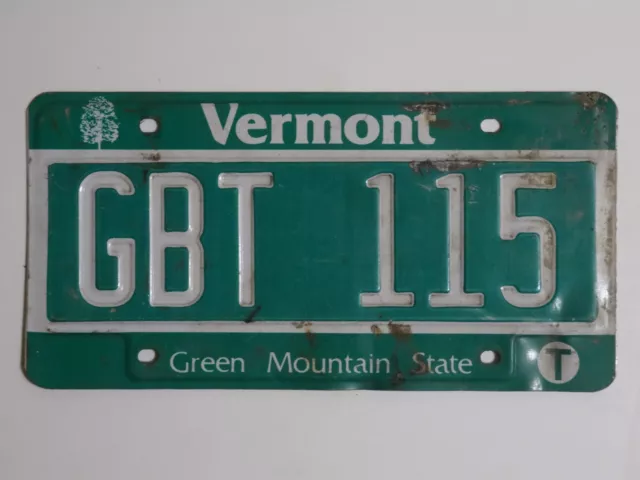 Vermont
GBT 115
Green Mountain State
T